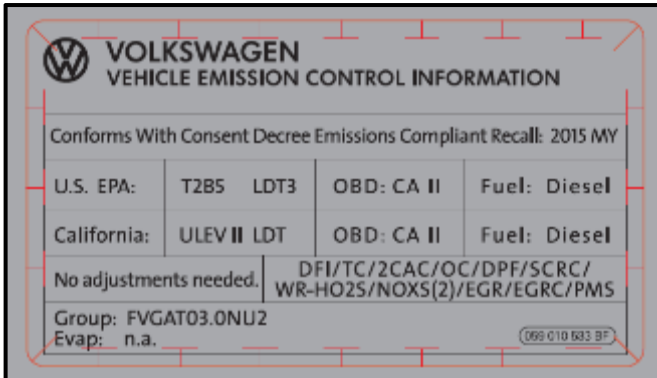 VOLKSWAGEN
VEHICLE EMISSION CONTROL INFORMATION
Conforms With Consent Decree Emissions Compliant Recall: 2015 MY
U.S. EPA: T2B5 LDT3 OBD: CA II Fuel: Diesel
California: ULEV II LDT OBD: CA II Fuel: Diesel
No adjustments needed.
DFI/TC/2CAC/OC/DPF/SCRC/
WR-HO2S/NOXS(2)/EGR/EGRC/PMS
Group: FVGAT03.0NU2
Evap: n.a.
059 010 583 BF